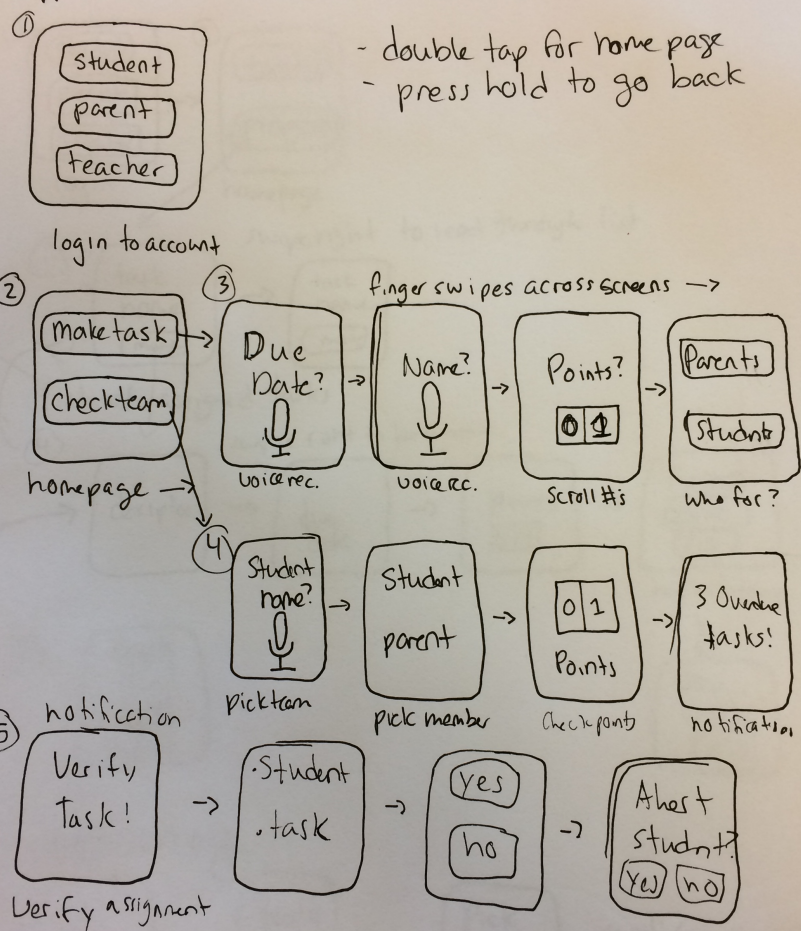 1
student
parent
teacher
login to account
- double tap for home page
- press hold to go back
2
make task
check team
homepage
3
finger swipes across screens
Due
Date?
voice rec.
Name?
voice rec.
Points?
0 1
Scroll #s
Parents
Students
who for?
4
Student
name?
pick team
Student
parent
pick member
0 1
Points
Check points
3 Overdue
tasks!
notification
5
notification
Verify
Task!
Verify assignment
.Student
.task
yes
no
Alert
studnt?
yes no